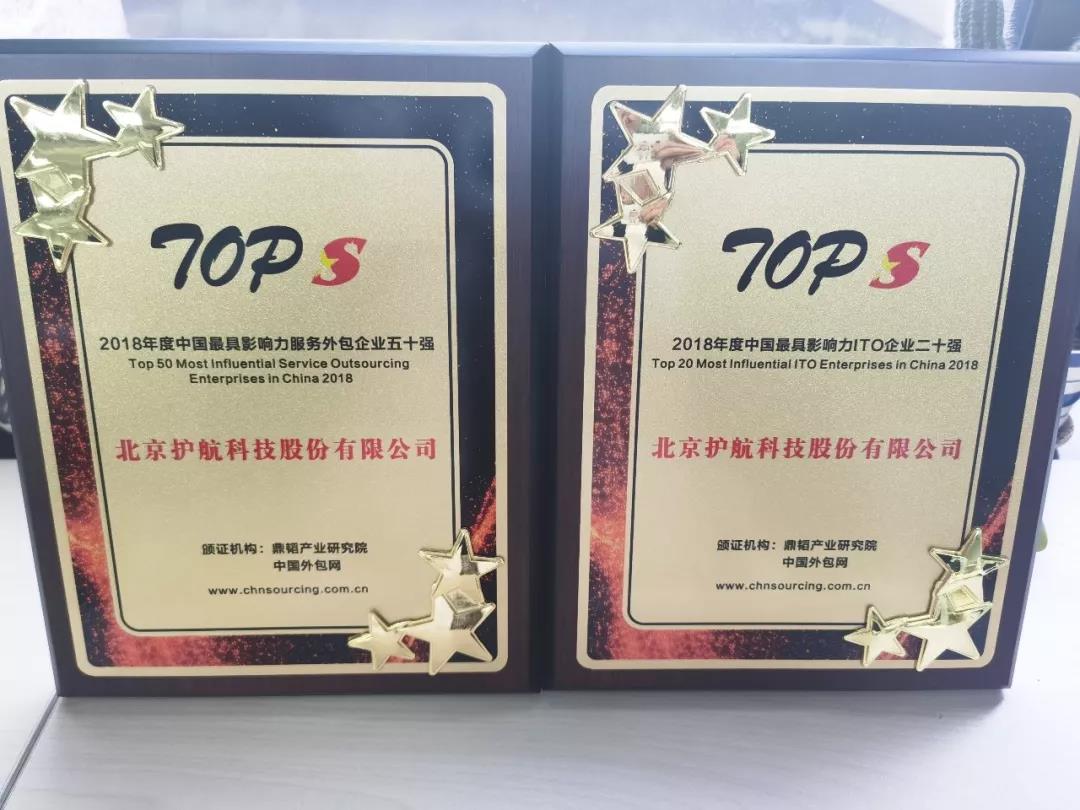 TOP S
2018年度中国最具影响力服务外包企业五十强
Top 50 Most Influential Service Outsourcing
Enterprises in China 2018
北京护航科技股份有限公司
颁证机构：鼎韬产业研究院
中国外包网
www.chnsourcing.com.cn
TOP S
2018年度中国最具影响力ITO企业二十强
Top 20 Most Influential ITO Enterprises in China 2018
北京护航科技股份有限公司
颁证机构：鼎韬产业研究院
中国外包网
www.chnsourcing.com.cn